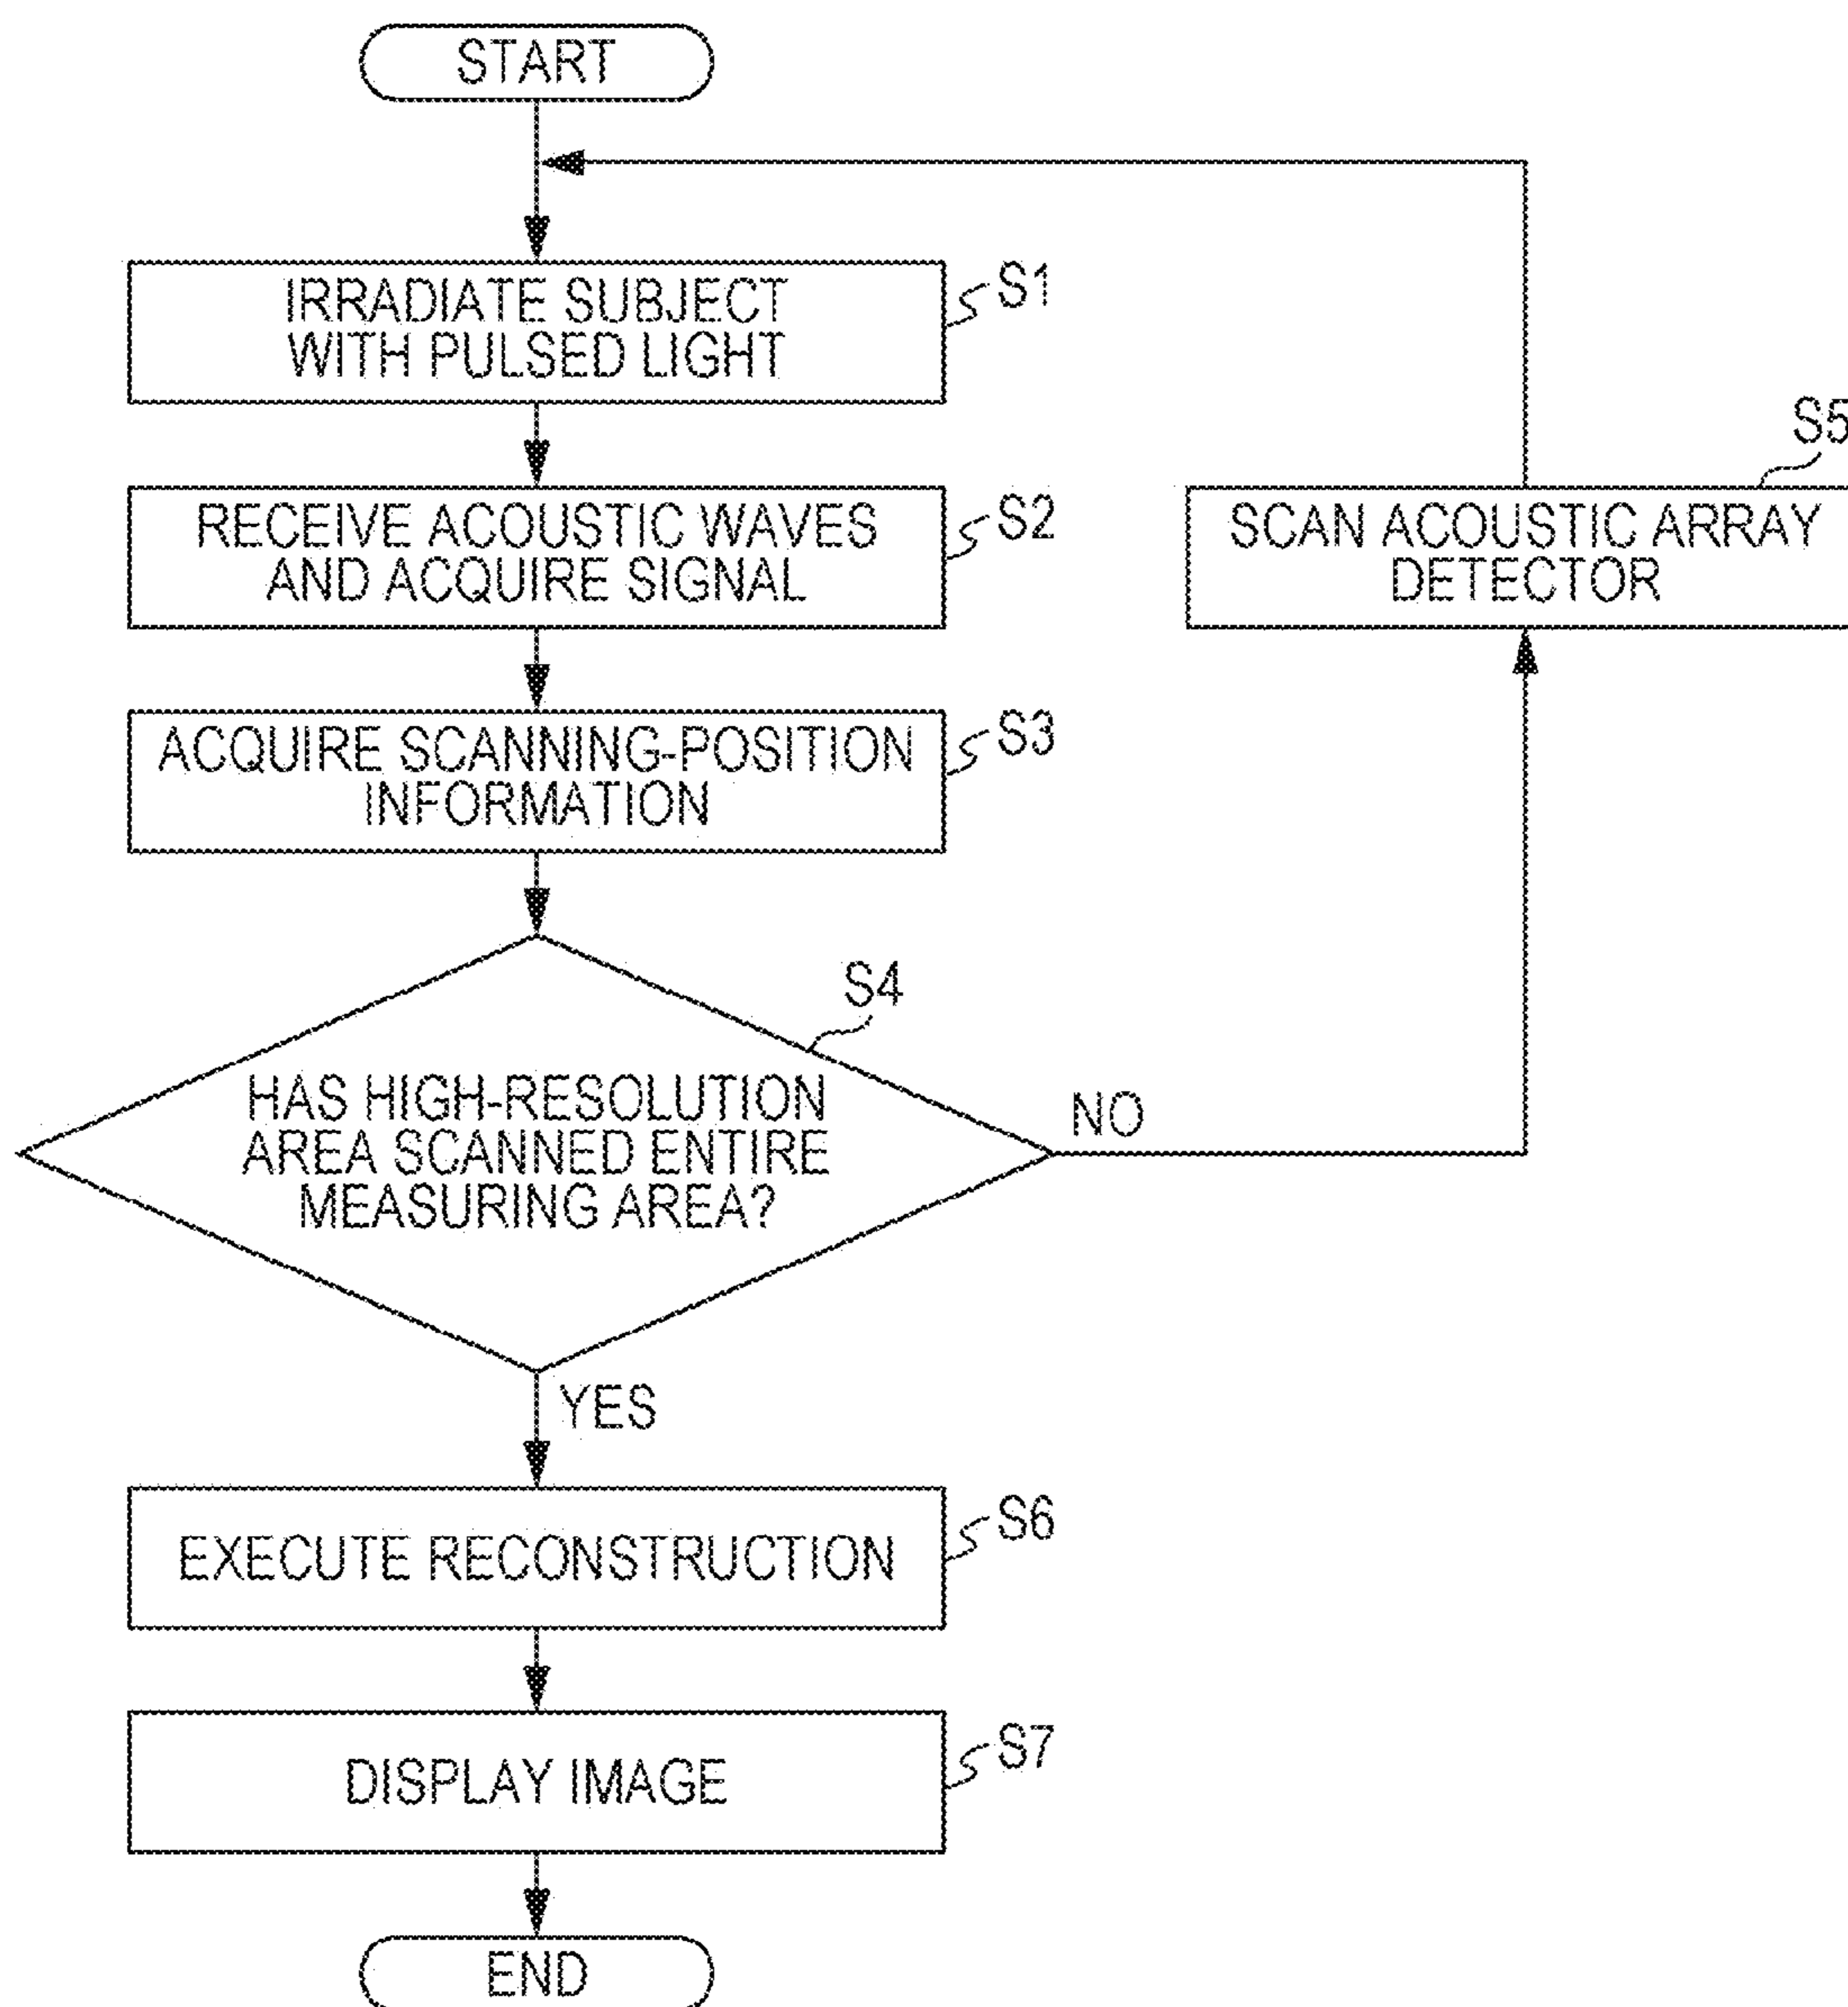 START
IRRADIATE SUBJECT
WITH PULSED LIGHT
S1
RECEIVE ACOUSTIC WAVES
AND ACQUIRE SIGNAL
S2
SCAN ACOUSTIC ARRAY
DETECTOR
S5
ACQUIRE SCANNING-POSITION
INFORMATION
S3
HAS HIGH-RESOLUTION
AREA SCANNED ENTIRE
MEASURING AREA?
S4
NO
YES
EXECUTE RECONSTRUCTION
S6
DISPLAY IMAGE
S7
END